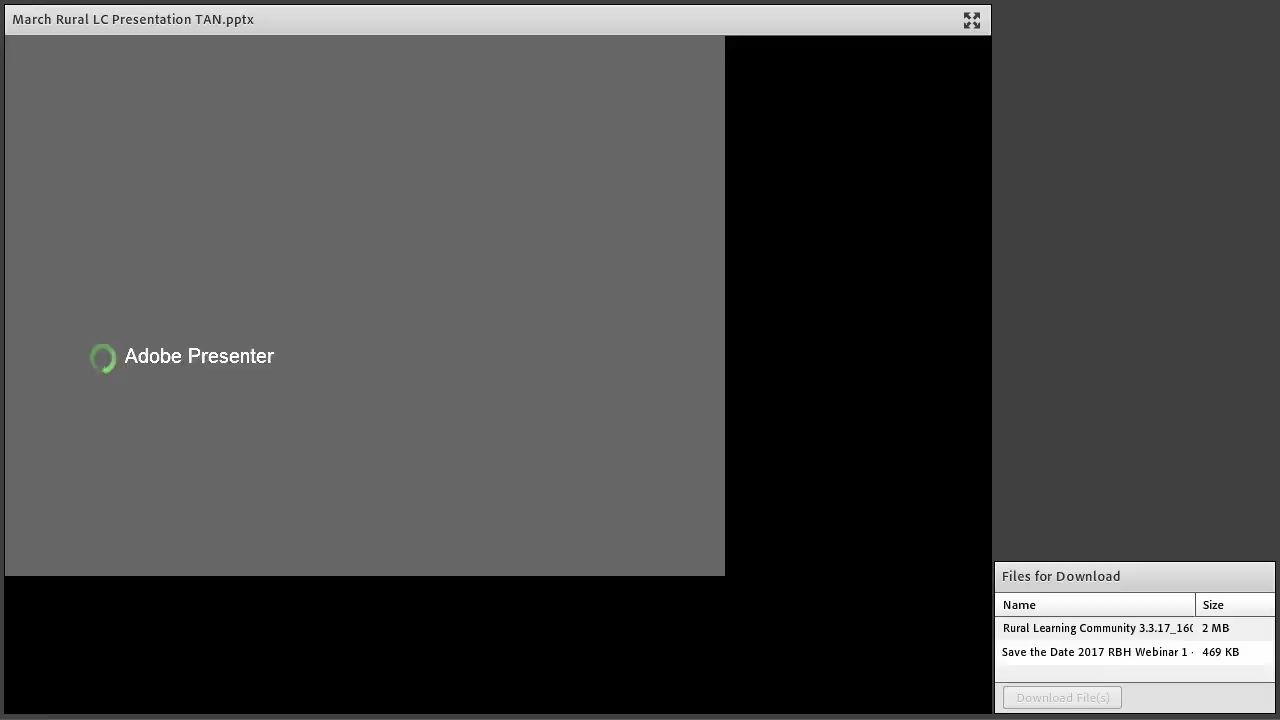 March Rural LC Presentation TAN.pptx
Adobe Presenter
Files for Download
Name Size
Rural Learning Community 3.3.17_160 2 MB
Save the Date 2017 RBH Webinar 1 - 469 KB
Download File(s)